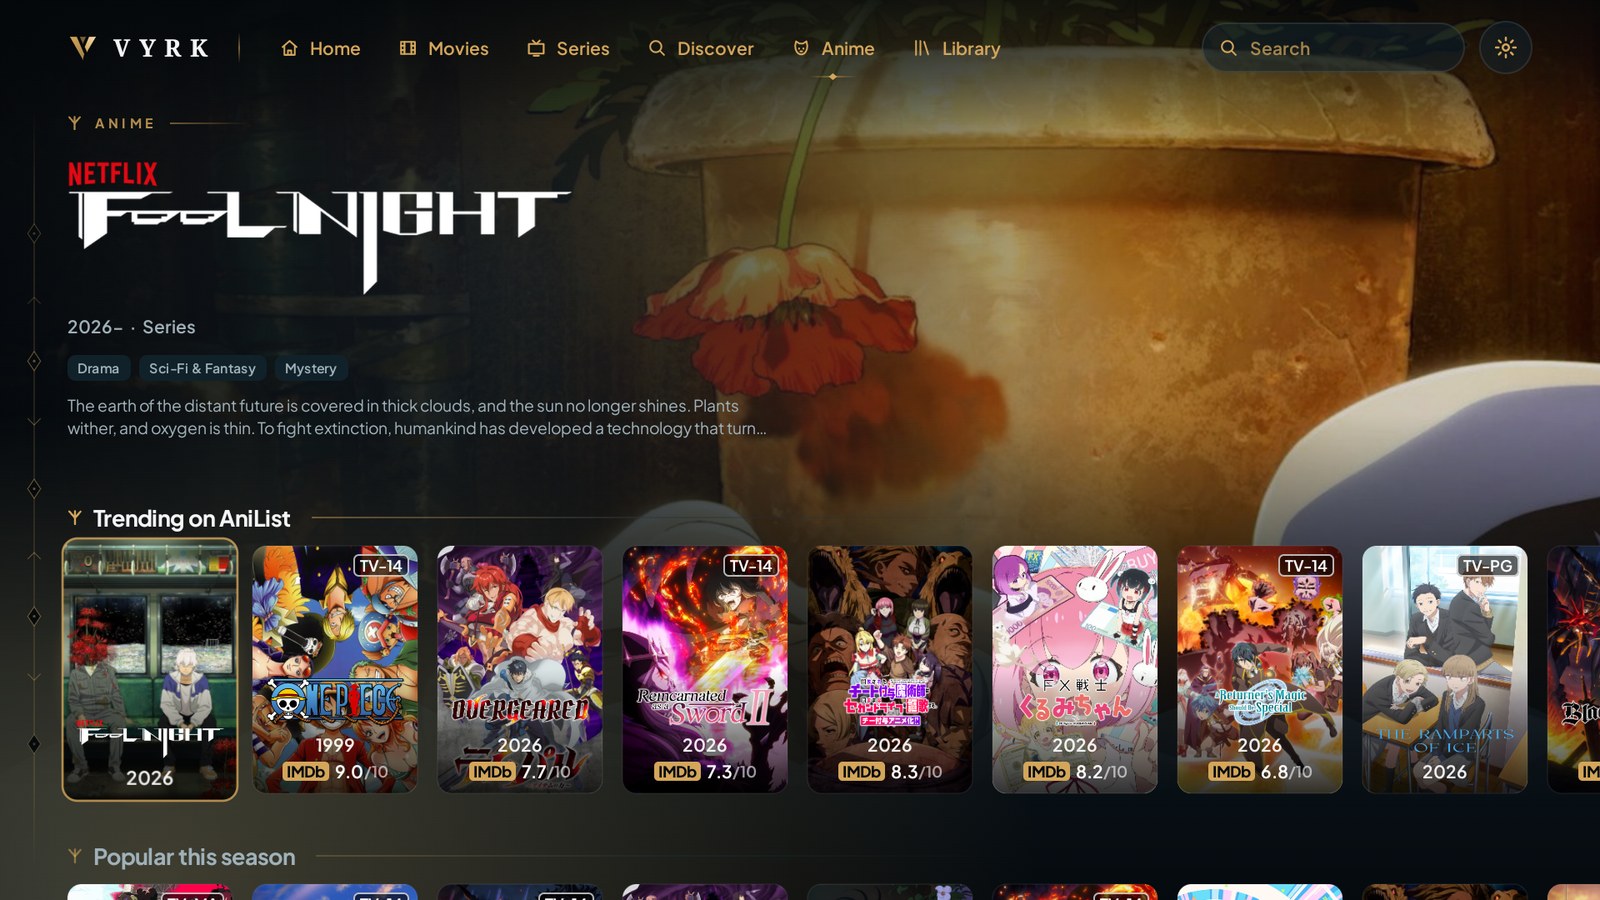 VYRK
Home
Movies
Series
Discover
Anime
Library
Search
ANIME
NETFLIX
FOOL NIGHT
2026– · Series
Drama
Sci-Fi & Fantasy
Mystery
The earth of the distant future is covered in thick clouds, and the sun no longer shines. Plants
wither, and oxygen is thin. To fight extinction, humankind has developed a technology that turn…
Trending on AniList
FOOL NIGHT
2026
TV-14
ONE PIECE
1999
IMDb 9.0/10
OVERGEARED
2026
IMDb 7.7/10
TV-14
Reincarnated
as a Sword II
2026
IMDb 7.3/10
2026
IMDb 8.3/10
FX戦士
くるみちゃん
2026
IMDb 8.2/10
TV-14
A Returner's Magic
Should Be Special
2026
IMDb 6.8/10
TV-PG
THE RAMPARTS
OF ICE
2026
Popular this season